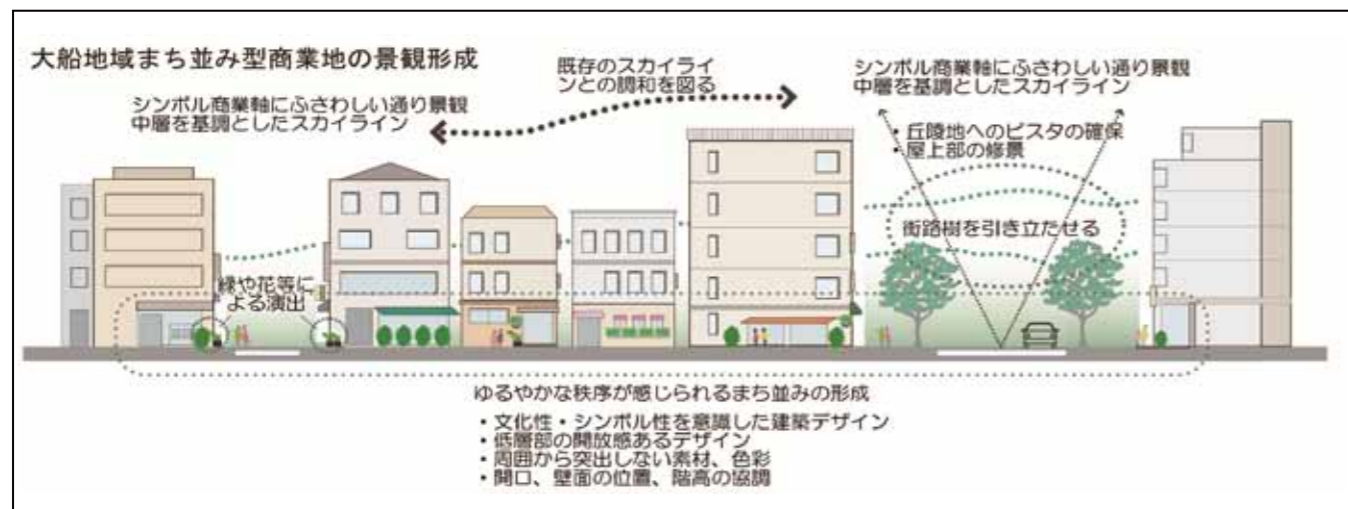 大船地域まち並み型商業地の景観形成
シンボル商業軸にふさわしい通り景観
中層を基調としたスカイライン
既存のスカイライ
ンとの調和を図る
シンボル商業軸にふさわしい通り景観
中層を基調としたスカイライン
・丘陵地へのビスタの確保
・屋上部の修景
街路樹を引き立たせる
緑や花等に
よる演出
ゆるやかな秩序が感じられるまち並みの形成
・文化性・シンボル性を意識した建築デザイン
・低層部の開放感あるデザイン
・周囲から突出しない素材、色彩
・開口、壁面の位置、階高の協調